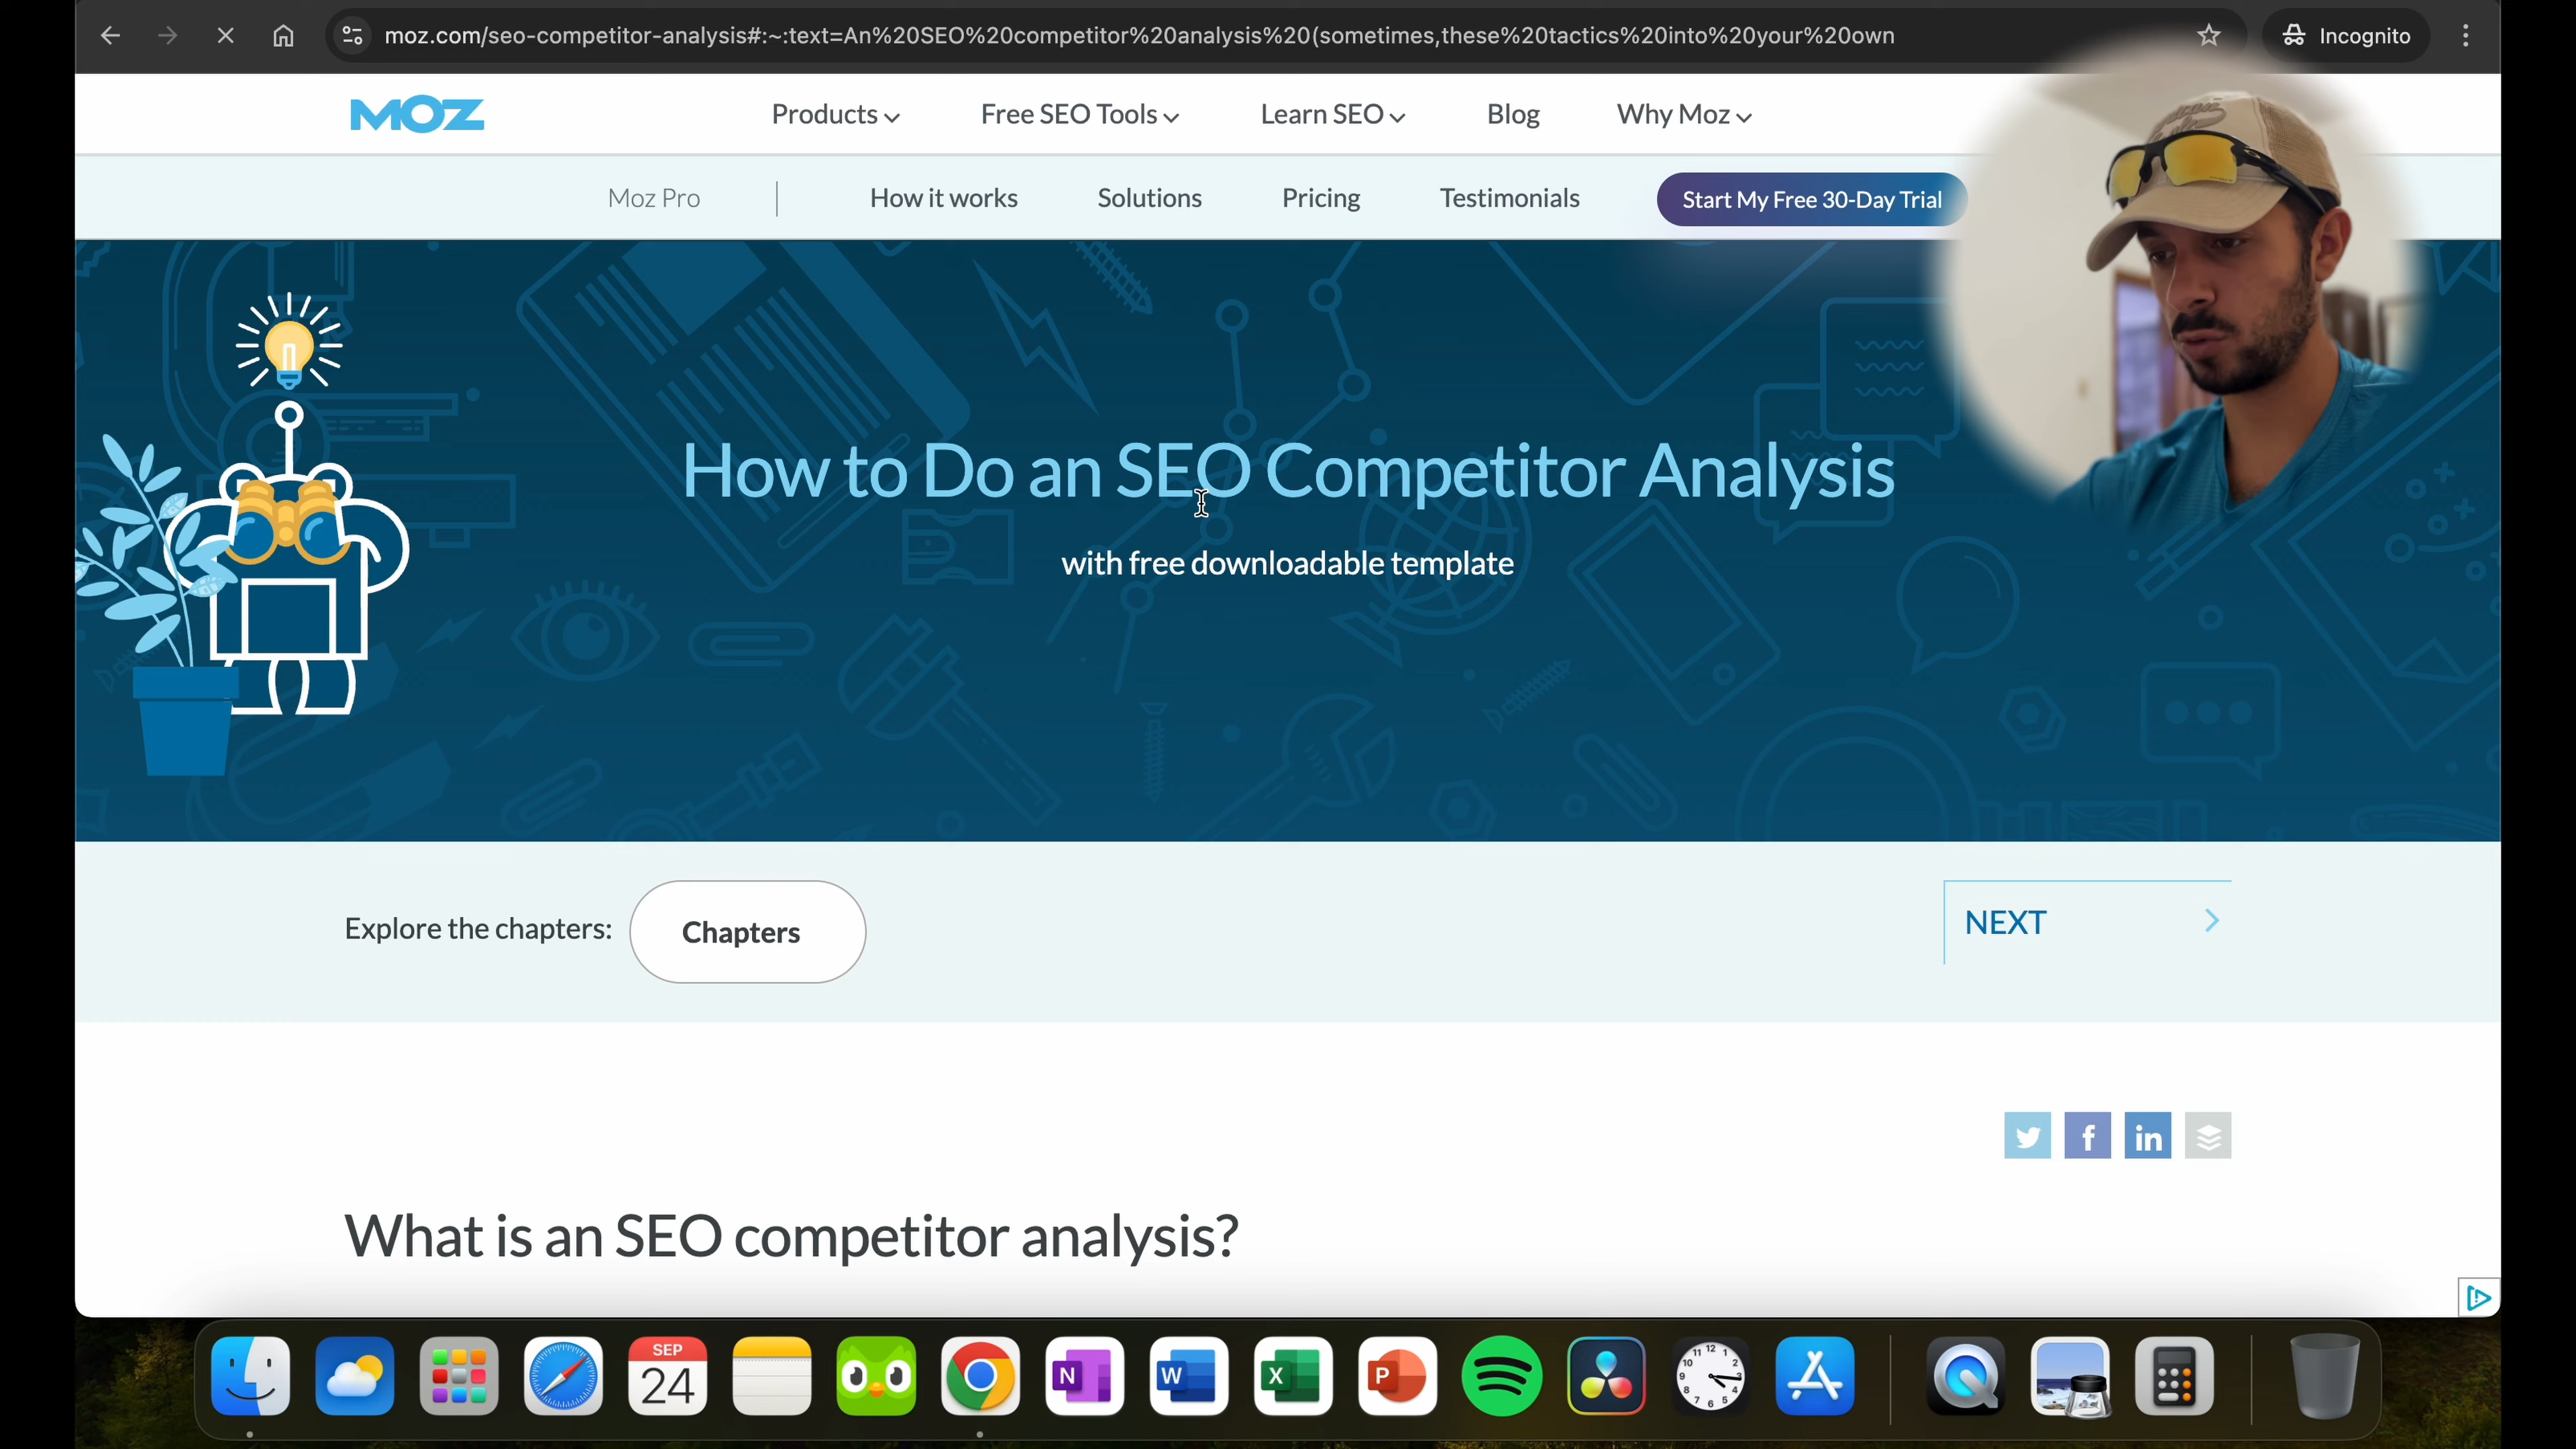 moz.com/seo-competitor-analysis#:~:text=An%20SEO%20competitor%20analysis%20(sometimes,these%20tactics%20into%20your%20own
Incognito
MOZ
Products
Free SEO Tools
Learn SEO
Blog
Why Moz
Moz Pro
How it works
Solutions
Pricing
Testimonials
Start My Free 30-Day Trial
How to Do an SEO Competitor Analysis
with free downloadable template
Explore the chapters:
Chapters
NEXT
What is an SEO competitor analysis?
SEP
24
N
W
X
P